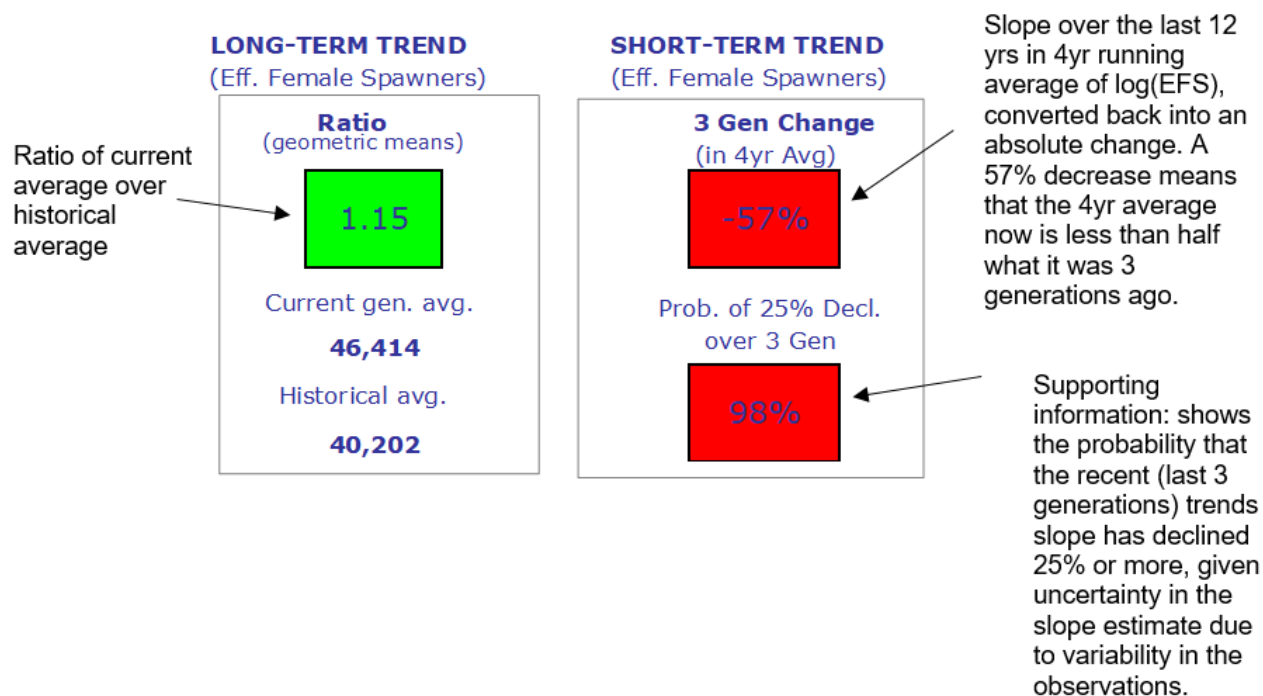 LONG-TERM TREND
(Eff. Female Spawners)
Ratio
(geometric means)
1.15
Current gen. avg.
46,414
Historical avg.
40,202
Ratio of current
average over
historical
average
SHORT-TERM TREND
(Eff. Female Spawners)
3 Gen Change
(in 4yr Avg)
-57%
Prob. of 25% Decl.
over 3 Gen
98%
Slope over the last 12
yrs in 4yr running
average of log(EFS),
converted back into an
absolute change. A
57% decrease means
that the 4yr average
now is less than half
what it was 3
generations ago.
Supporting
information: shows
the probability that
the recent (last 3
generations) trends
slope has declined
25% or more, given
uncertainty in the
slope estimate due
to variability in the
observations.